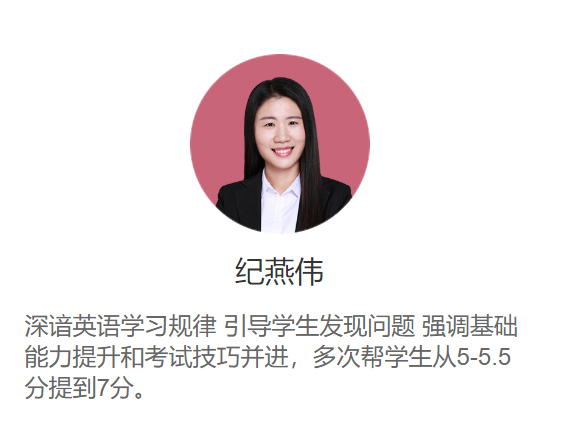 纪燕伟
深谙英语学习规律 引导学生发现问题 强调基础
能力提升和考试技巧并进，多次帮学生从5-5.5
分提到7分。